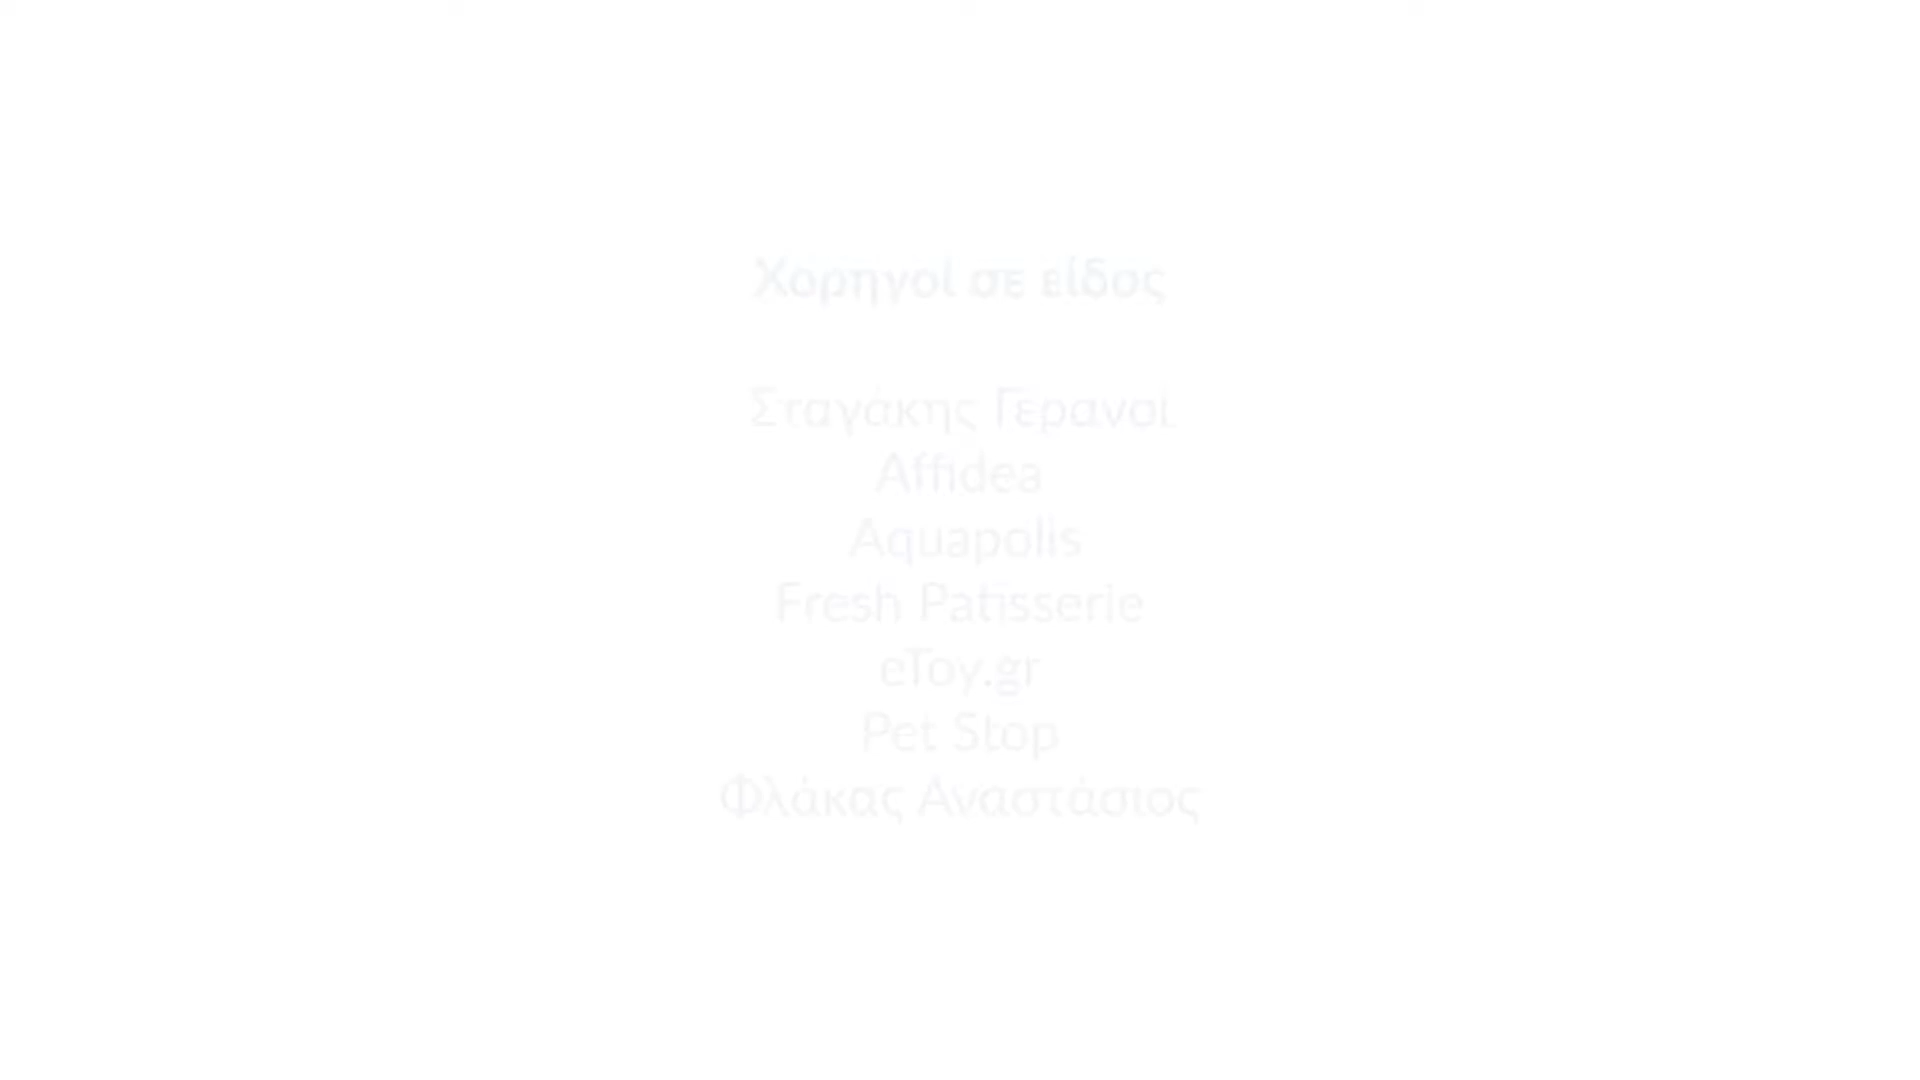 Χορηγοί σε είδος
Σταγάκης Γερανοί
Affidea
Aquapolis
Fresh Patisserie
eToy.gr
Pet Stop
Φλάκας Αναστάσιος